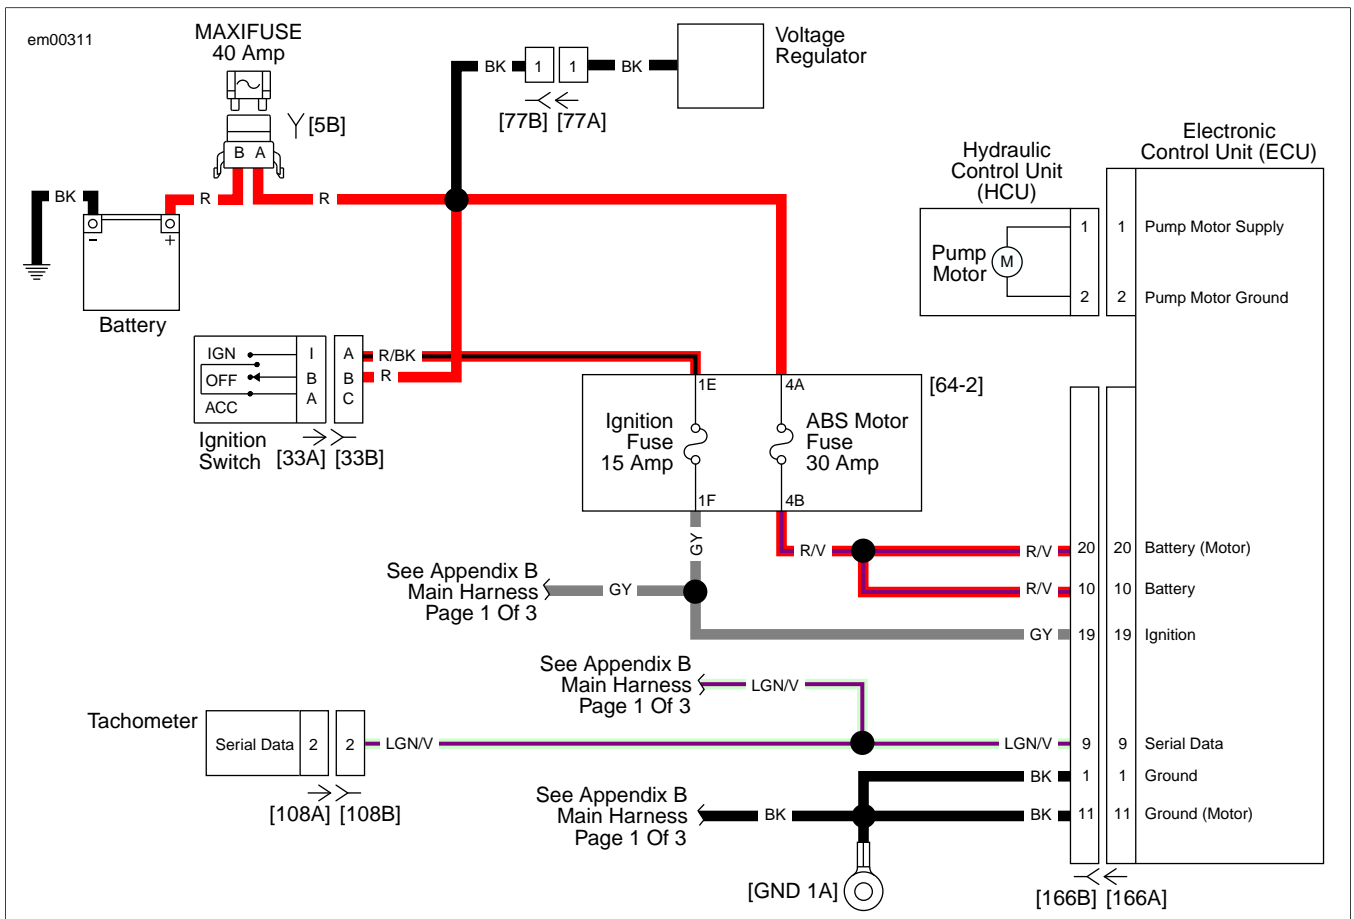 em00311
MAXIFUSE
40 Amp
[5B]
B A
BK
1 1
BK
[77B] [77A]
Voltage
Regulator
BK
R
R
- +
Battery
Hydraulic
Control Unit
(HCU)
Electronic
Control Unit (ECU)
Pump
Motor
M
1 1 Pump Motor Supply
2 2 Pump Motor Ground
IGN I A R/BK
OFF B B R
ACC A C
Ignition
Switch
[33A] [33B]
1E 4A
[64-2]
Ignition
Fuse
15 Amp
ABS Motor
Fuse
30 Amp
1F 4B
GY
R/V
R/V 20 20 Battery (Motor)
R/V 10 10 Battery
See Appendix B
Main Harness
Page 1 Of 3
GY
GY 19 19 Ignition
See Appendix B
Main Harness
Page 1 Of 3
LGN/V
Tachometer
Serial Data 2 2 LGN/V
LGN/V 9 9 Serial Data
[108A] [108B]
BK 1 1 Ground
See Appendix B
Main Harness
Page 1 Of 3
BK
BK 11 11 Ground (Motor)
[GND 1A]
[166B] [166A]